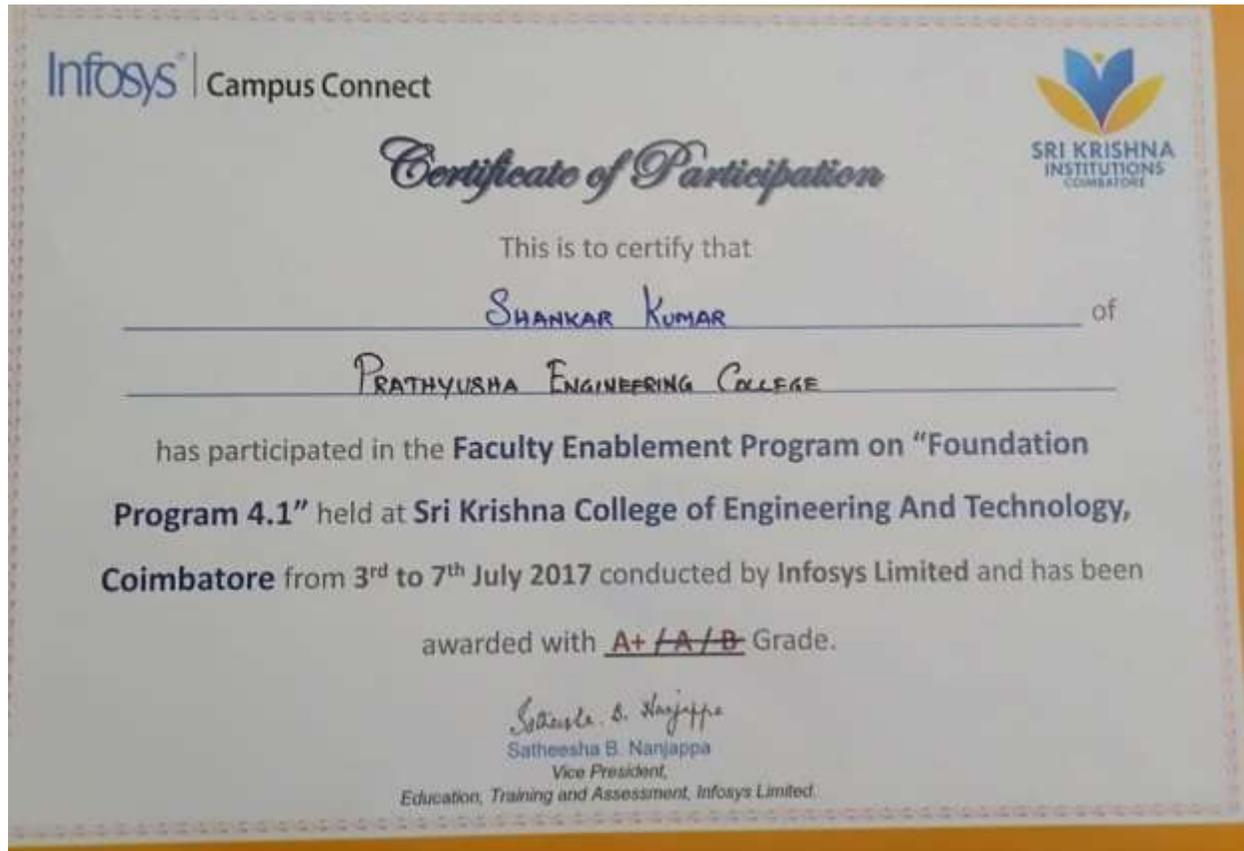 Infosys | Campus Connect
SRI KRISHNA
INSTITUTIONS
COIMBATORE
Certificate of Participation
This is to certify that
SHANKAR KUMAR of
PRATHYUSHA ENGINEERING COLLEGE
has participated in the Faculty Enablement Program on “Foundation
Program 4.1” held at Sri Krishna College of Engineering And Technology,
Coimbatore from 3rd to 7th July 2017 conducted by Infosys Limited and has been
awarded with A+ / A / B Grade.
Satheesha B. Nanjappa
Satheesha B. Nanjappa
Vice President,
Education, Training and Assessment, Infosys Limited.